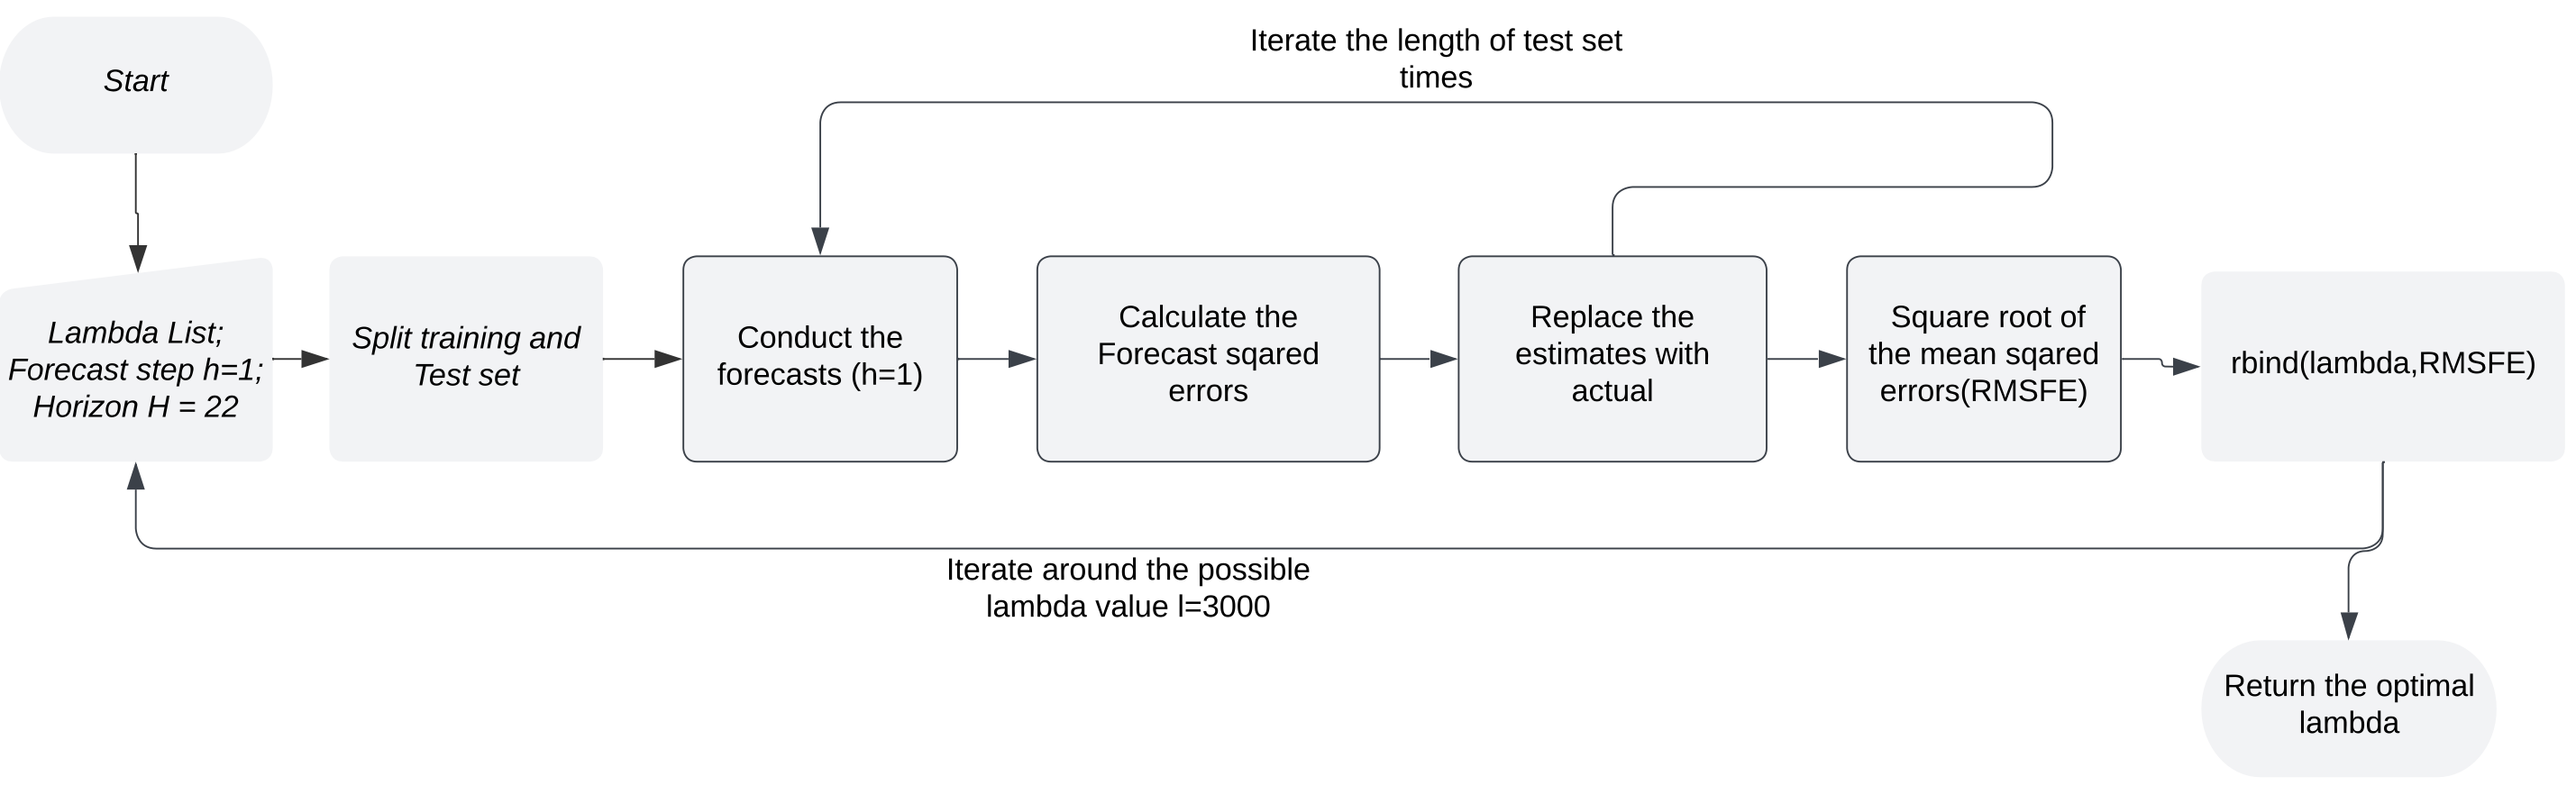 Start
Iterate the length of test set
times
Lambda List;
Forecast step h=1;
Horizon H = 22
Split training and
Test set
Conduct the
forecasts (h=1)
Calculate the
Forecast sqared
errors
Replace the
estimates with
actual
Square root of
the mean sqared
errors(RMSFE)
rbind(lambda,RMSFE)
Iterate around the possible
lambda value l=3000
Return the optimal
lambda